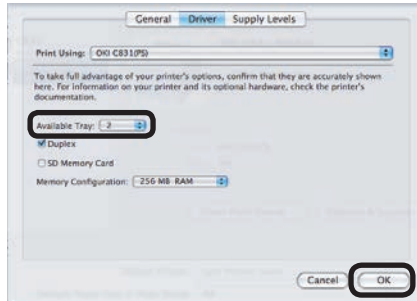 General Driver Supply Levels
Print Using: OKI C831(PS)
To take full advantage of your printer's options, confirm that they are accurately shown
here. For information on your printer and its optional hardware, check the printer's
documentation.
Available Tray: 2
Duplex
SD Memory Card
Memory Configuration: 256 MB RAM
Cancel OK